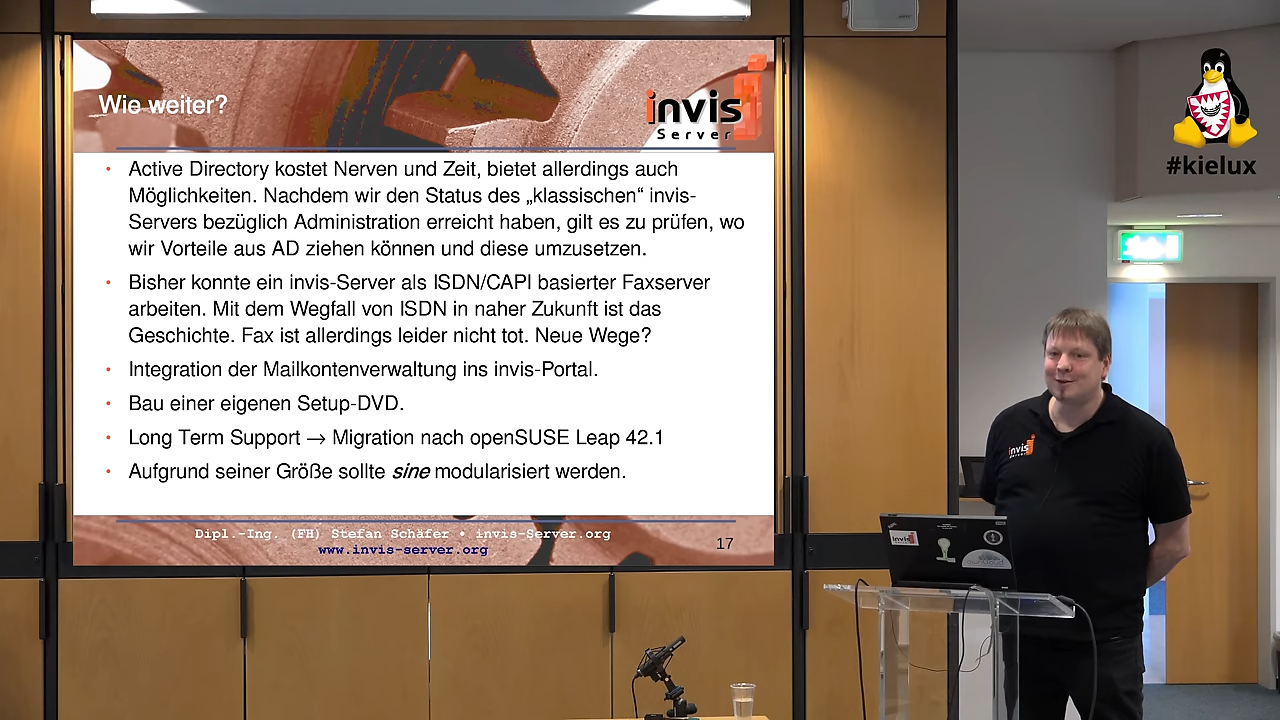 Wie weiter?
invis
Server
• Active Directory kostet Nerven und Zeit, bietet allerdings auch
Möglichkeiten. Nachdem wir den Status des „klassischen“ invis-
Servers bezüglich Administration erreicht haben, gilt es zu prüfen, wo
wir Vorteile aus AD ziehen können und diese umzusetzen.
• Bisher konnte ein invis-Server als ISDN/CAPI basierter Faxserver
arbeiten. Mit dem Wegfall von ISDN in naher Zukunft ist das
Geschichte. Fax ist allerdings leider nicht tot. Neue Wege?
• Integration der Mailkontenverwaltung ins invis-Portal.
• Bau einer eigenen Setup-DVD.
• Long Term Support → Migration nach openSUSE Leap 42.1
• Aufgrund seiner Größe sollte sine modularisiert werden.
Dipl.-Ing. (FH) Stefan Schäfer • invis-Server.org
www.invis-server.org
17
#kielux
invis
Server
invis
ownCloud